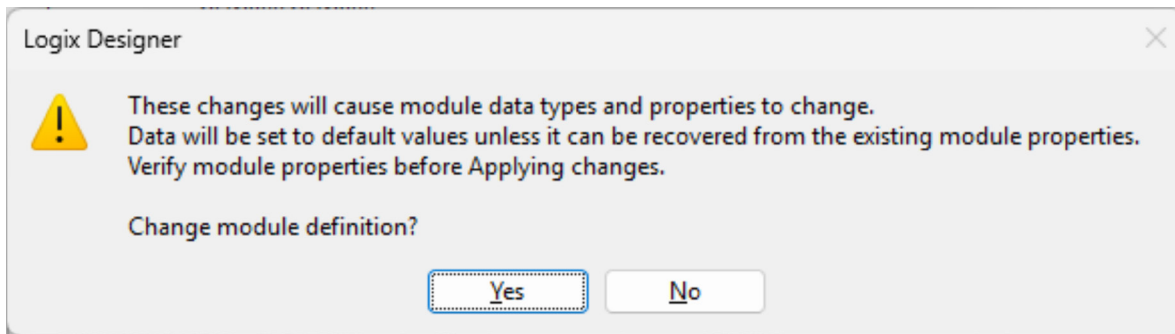 Logix Designer
These changes will cause module data types and properties to change.
Data will be set to default values unless it can be recovered from the existing module properties.
Verify module properties before Applying changes.
Change module definition?
Yes
No